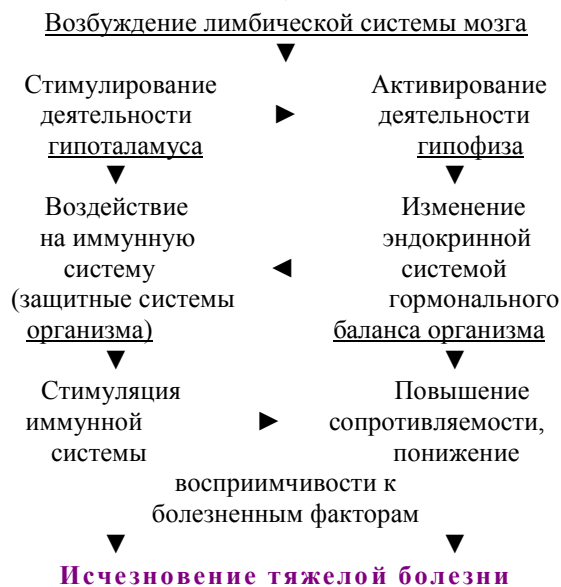 Возбуждение лимбической системы мозга
▼
Стимулирование Активирование
деятельности ► деятельности
гипоталамуса гипофиза
▼ ▼
Воздействие Изменение
на иммунную эндокринной
систему ◄ системой
(защитные системы гормонального
организма) баланса организма
▼ ▼
Стимуляция Повышение
иммунной ► сопротивляемости,
системы понижение
восприимчивости к
болезненным факторам
▼ ▼
Исчезновение тяжелой болезни